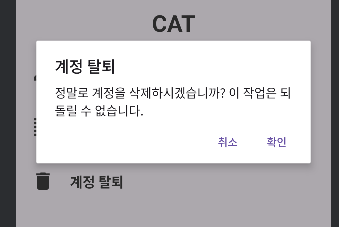 CAT
계정 탈퇴
정말로 계정을 삭제하시겠습니까? 이 작업은 되
돌릴 수 없습니다.
취소 확인
계정 탈퇴